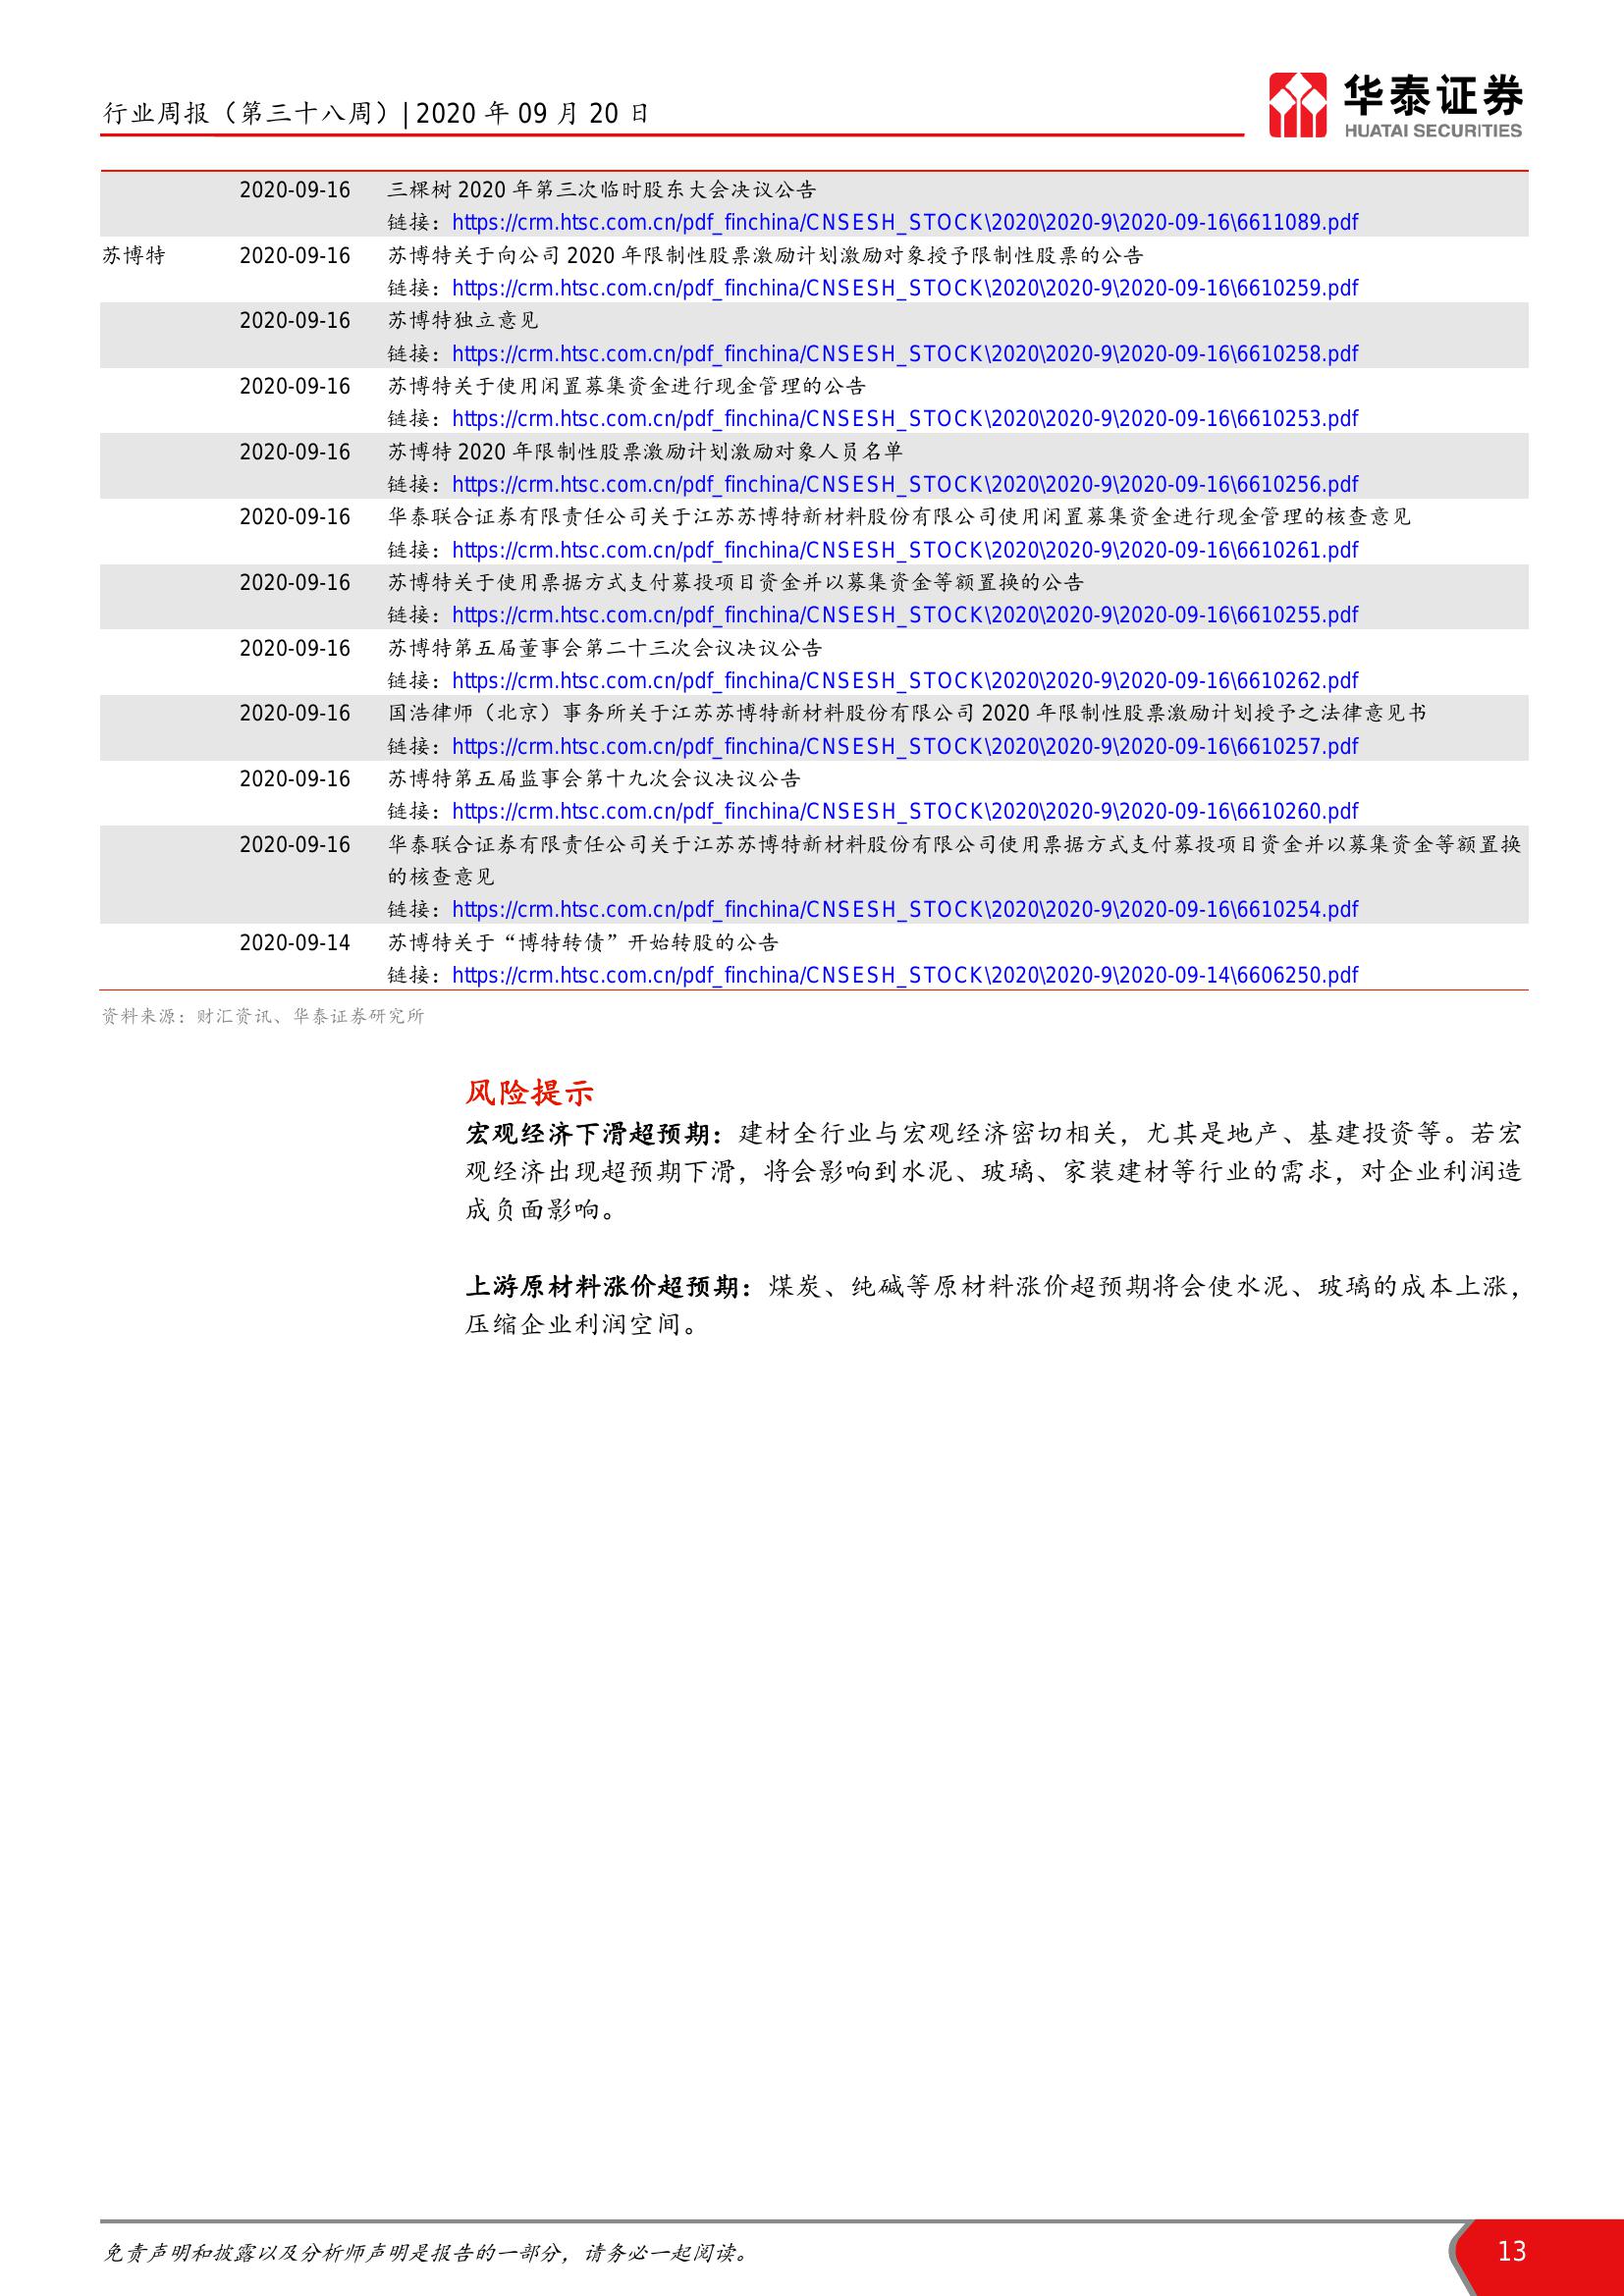 行业周报（第三十八周）| 2020 年 09 月 20 日
华泰证券
HUATAI SECURITIES
2020-09-16 三棵树 2020 年第三次临时股东大会决议公告
链接：https://crm.htsc.com.cn/pdf_finchina/CNSESH_STOCK\2020\2020-9\2020-09-16\6611089.pdf
苏博特 2020-09-16 苏博特关于向公司 2020 年限制性股票激励计划激励对象授予限制性股票的公告
链接：https://crm.htsc.com.cn/pdf_finchina/CNSESH_STOCK\2020\2020-9\2020-09-16\6610259.pdf
2020-09-16 苏博特独立意见
链接：https://crm.htsc.com.cn/pdf_finchina/CNSESH_STOCK\2020\2020-9\2020-09-16\6610258.pdf
2020-09-16 苏博特关于使用闲置募集资金进行现金管理的公告
链接：https://crm.htsc.com.cn/pdf_finchina/CNSESH_STOCK\2020\2020-9\2020-09-16\6610253.pdf
2020-09-16 苏博特 2020 年限制性股票激励计划激励对象人员名单
链接：https://crm.htsc.com.cn/pdf_finchina/CNSESH_STOCK\2020\2020-9\2020-09-16\6610256.pdf
2020-09-16 华泰联合证券有限责任公司关于江苏苏博特新材料股份有限公司使用闲置募集资金进行现金管理的核查意见
链接：https://crm.htsc.com.cn/pdf_finchina/CNSESH_STOCK\2020\2020-9\2020-09-16\6610261.pdf
2020-09-16 苏博特关于使用票据方式支付募投项目资金并以募集资金等额置换的公告
链接：https://crm.htsc.com.cn/pdf_finchina/CNSESH_STOCK\2020\2020-9\2020-09-16\6610255.pdf
2020-09-16 苏博特第五届董事会第二十三次会议决议公告
链接：https://crm.htsc.com.cn/pdf_finchina/CNSESH_STOCK\2020\2020-9\2020-09-16\6610262.pdf
2020-09-16 国浩律师（北京）事务所关于江苏苏博特新材料股份有限公司 2020 年限制性股票激励计划授予之法律意见书
链接：https://crm.htsc.com.cn/pdf_finchina/CNSESH_STOCK\2020\2020-9\2020-09-16\6610257.pdf
2020-09-16 苏博特第五届监事会第十九次会议决议公告
链接：https://crm.htsc.com.cn/pdf_finchina/CNSESH_STOCK\2020\2020-9\2020-09-16\6610260.pdf
2020-09-16 华泰联合证券有限责任公司关于江苏苏博特新材料股份有限公司使用票据方式支付募投项目资金并以募集资金等额置换
的核查意见
链接：https://crm.htsc.com.cn/pdf_finchina/CNSESH_STOCK\2020\2020-9\2020-09-16\6610254.pdf
2020-09-14 苏博特关于“博特转债”开始转股的公告
链接：https://crm.htsc.com.cn/pdf_finchina/CNSESH_STOCK\2020\2020-9\2020-09-14\6606250.pdf
资料来源：财汇资讯、华泰证券研究所
风险提示
宏观经济下滑超预期：建材全行业与宏观经济密切相关，尤其是地产、基建投资等。若宏
观经济出现超预期下滑，将会影响到水泥、玻璃、家装建材等行业的需求，对企业利润造
成负面影响。
上游原材料涨价超预期：煤炭、纯碱等原材料涨价超预期将会使水泥、玻璃的成本上涨，
压缩企业利润空间。
免责声明和披露以及分析师声明是报告的一部分，请务必一起阅读。
13